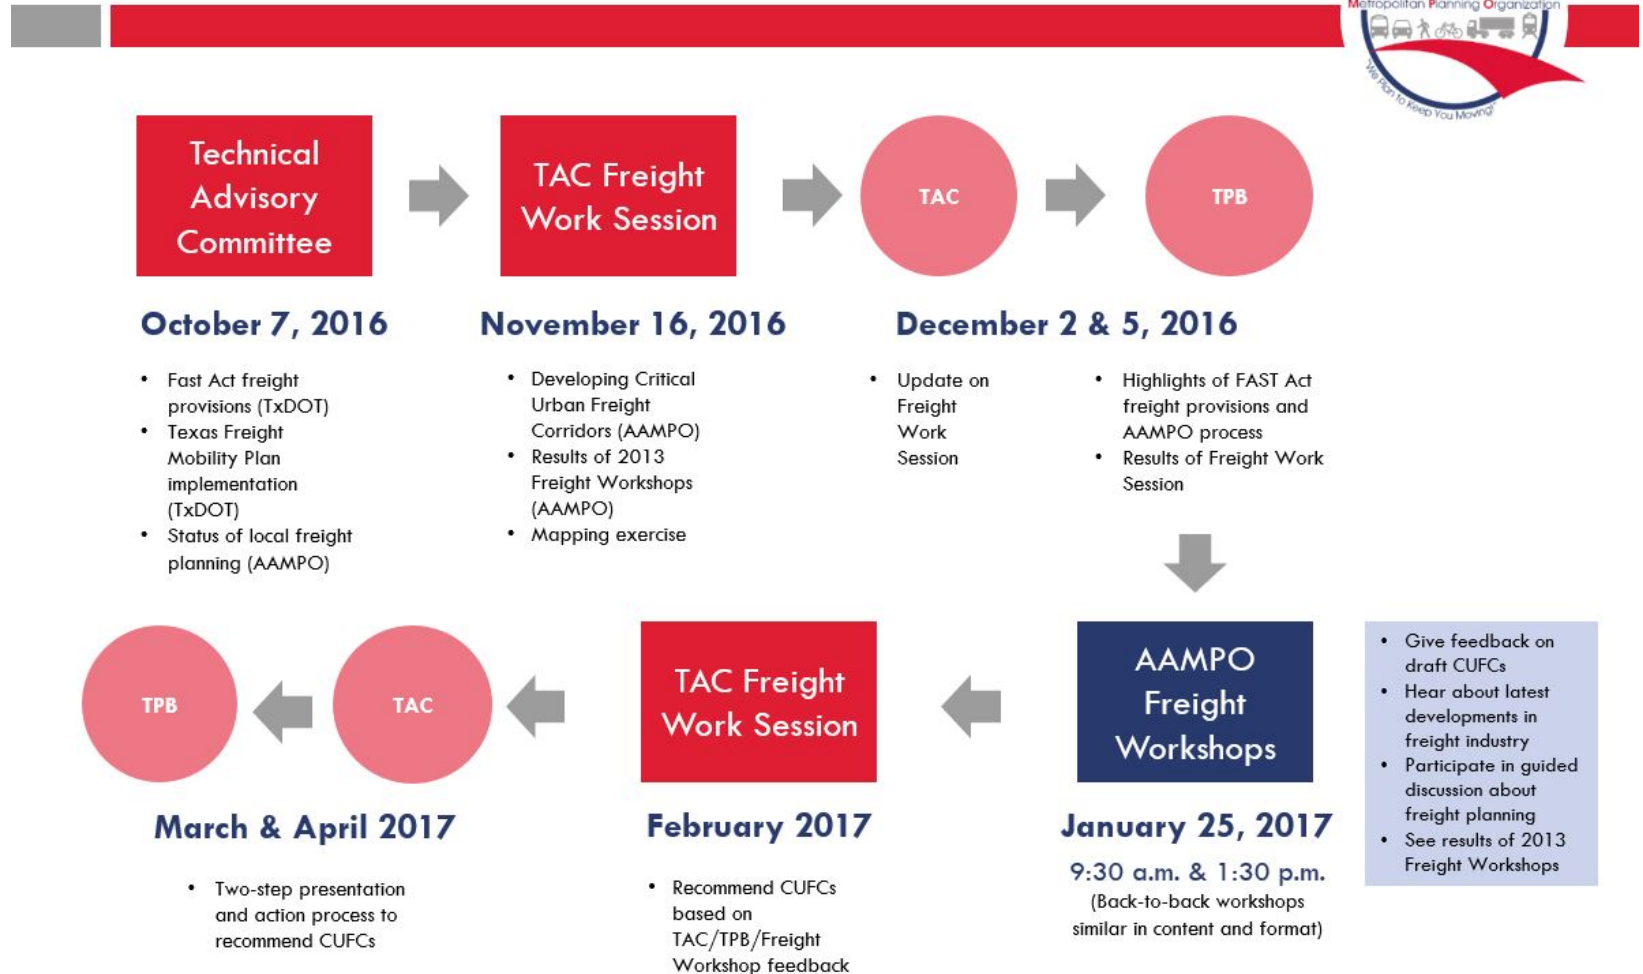 Metropolitan Planning Organization
"We Plan to Keep You Moving!"
Technical
Advisory
Committee
October 7, 2016
• Fast Act freight
provisions (TxDOT)
• Texas Freight
Mobility Plan
implementation
(TxDOT)
• Status of local freight
planning (AAMPO)
TAC Freight
Work Session
November 16, 2016
• Developing Critical
Urban Freight
Corridors (AAMPO)
• Results of 2013
Freight Workshops
(AAMPO)
• Mapping exercise
TAC
TPB
December 2 & 5, 2016
• Update on
Freight
Work
Session
• Highlights of FAST Act
freight provisions and
AAMPO process
• Results of Freight Work
Session
AAMPO
Freight
Workshops
January 25, 2017
9:30 a.m. & 1:30 p.m.
(Back-to-back workshops
similar in content and format)
• Give feedback on
draft CUFCs
• Hear about latest
developments in
freight industry
• Participate in guided
discussion about
freight planning
• See results of 2013
Freight Workshops
TAC Freight
Work Session
February 2017
• Recommend CUFCs
based on
TAC/TPB/Freight
Workshop feedback
TAC
TPB
March & April 2017
• Two-step presentation
and action process to
recommend CUFCs